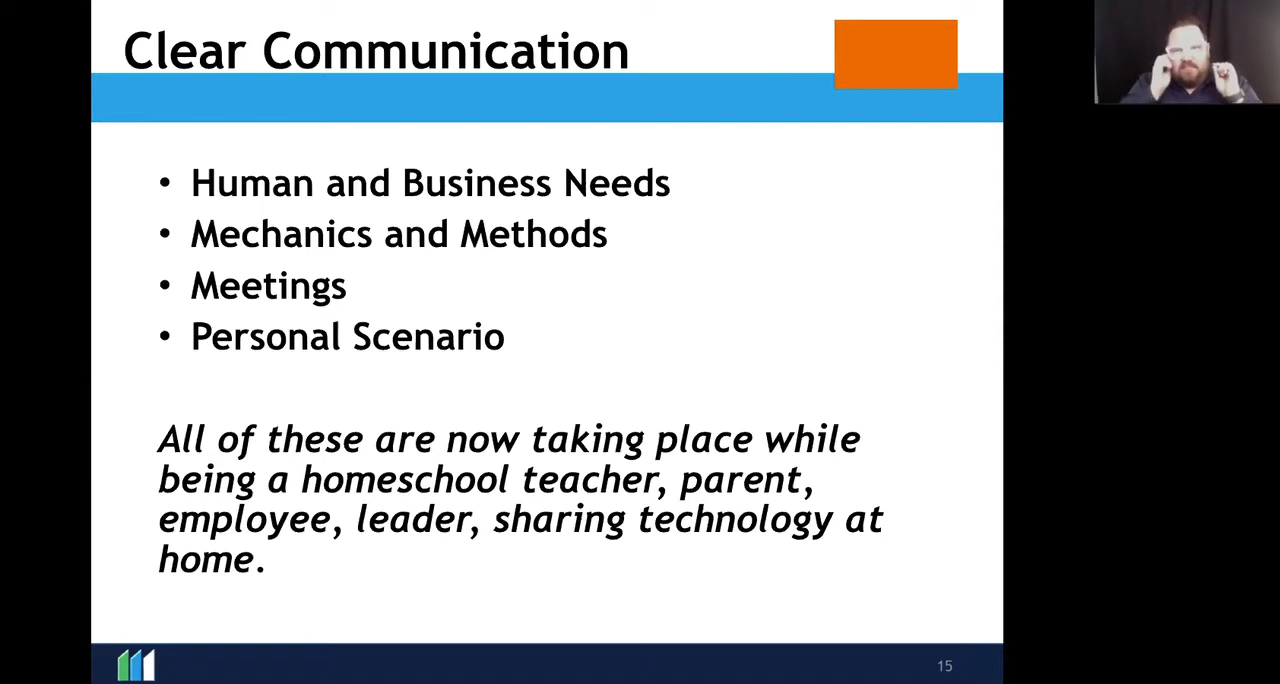 Clear Communication
• Human and Business Needs
• Mechanics and Methods
• Meetings
• Personal Scenario
All of these are now taking place while
being a homeschool teacher, parent,
employee, leader, sharing technology at
home.
15